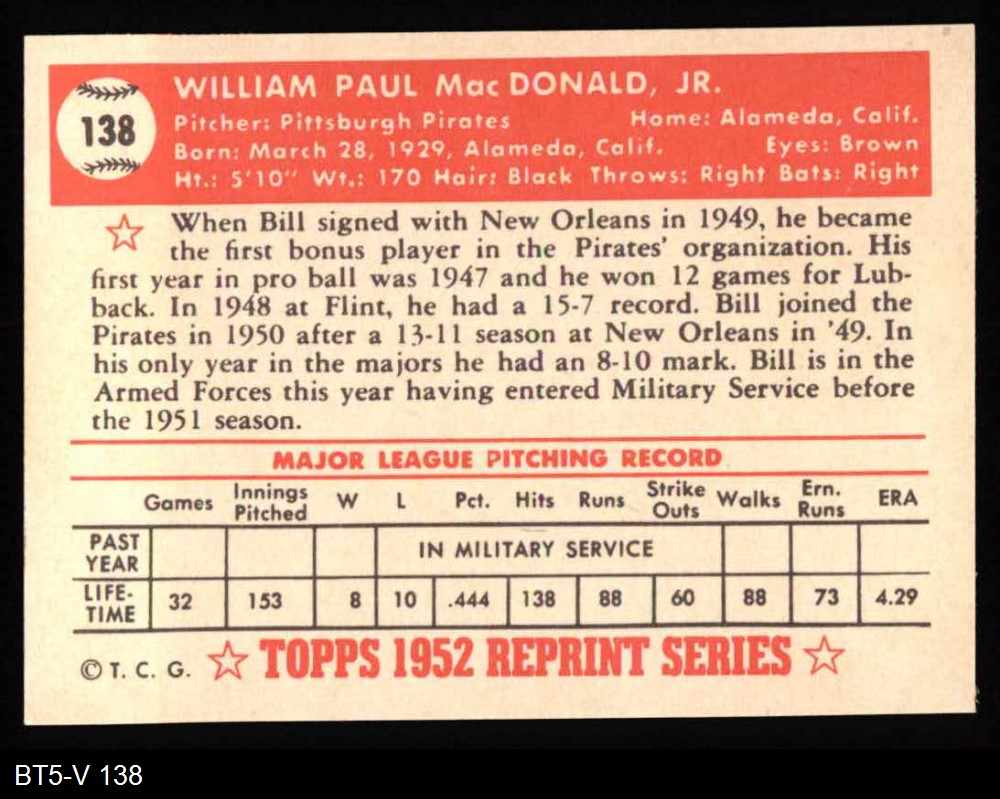 WILLIAM PAUL Mac DONALD, JR.
138
Pitcher: Pittsburgh Pirates Home: Alameda, Calif.
Born: March 28, 1929, Alameda, Calif. Eyes: Brown
Ht.: 5'10" Wt.: 170 Hair: Black Throws: Right Bats: Right
When Bill signed with New Orleans in 1949, he became
the first bonus player in the Pirates' organization. His
first year in pro ball was 1947 and he won 12 games for Lub-
back. In 1948 at Flint, he had a 15-7 record. Bill joined the
Pirates in 1950 after a 13-11 season at New Orleans in '49. In
his only year in the majors he had an 8-10 mark. Bill is in the
Armed Forces this year having entered Military Service before
the 1951 season.
MAJOR LEAGUE PITCHING RECORD
Games Innings Pitched W L Pct. Hits Runs Strike Outs Walks Ern. Runs ERA
PAST YEAR IN MILITARY SERVICE
LIFE-TIME 32 153 8 10 .444 138 88 60 88 73 4.29
© T. C. G. TOPPS 1952 REPRINT SERIES
BT5-V 138